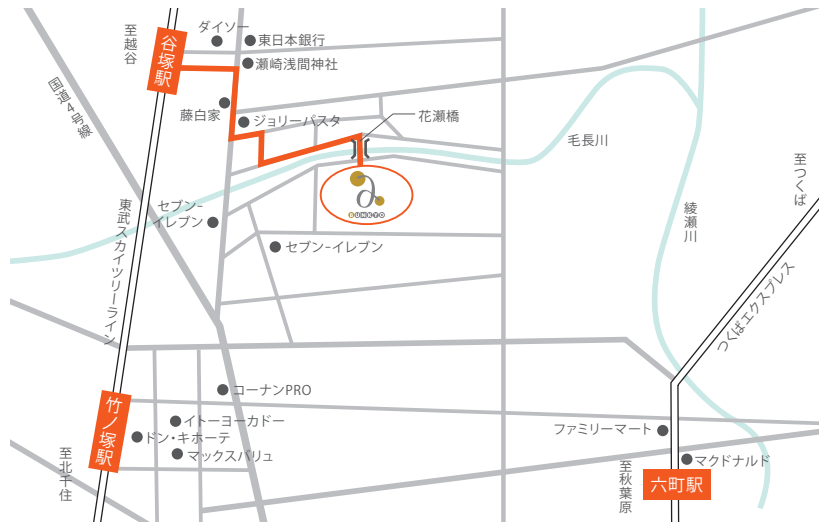 ダイソー
東日本銀行
至越谷
谷塚駅
瀬崎浅間神社
国道4号線
藤白家
ジョリーパスタ
花瀬橋
毛長川
至つくば
BUNKYO
セブン-
イレブン
綾瀬川
東武スカイツリーライン
セブン-イレブン
つくばエクスプレス
コーナンPRO
竹ノ塚駅
イトーヨーカドー
ドン・キホーテ
マックスバリュ
至北千住
ファミリーマート
マクドナルド
至秋葉原
六町駅